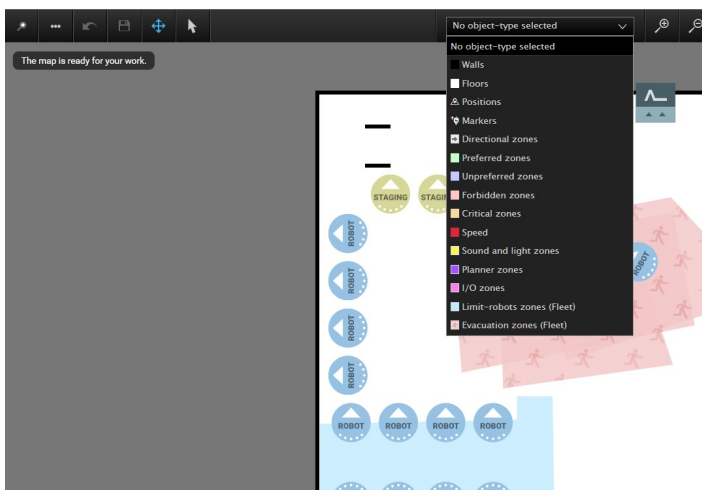 No object-type selected
The map is ready for your work.
No object-type selected
Walls
Floors
Positions
Markers
Directional zones
Preferred zones
Unpreferred zones
Forbidden zones
Critical zones
Speed
Sound and light zones
Planner zones
I/O zones
Limit-robots zones (Fleet)
Evacuation zones (Fleet)
STAGING
ROBOT
ROBOT
ROBOT
ROBOT
ROBOT
ROBOT ROBOT ROBOT ROBOT